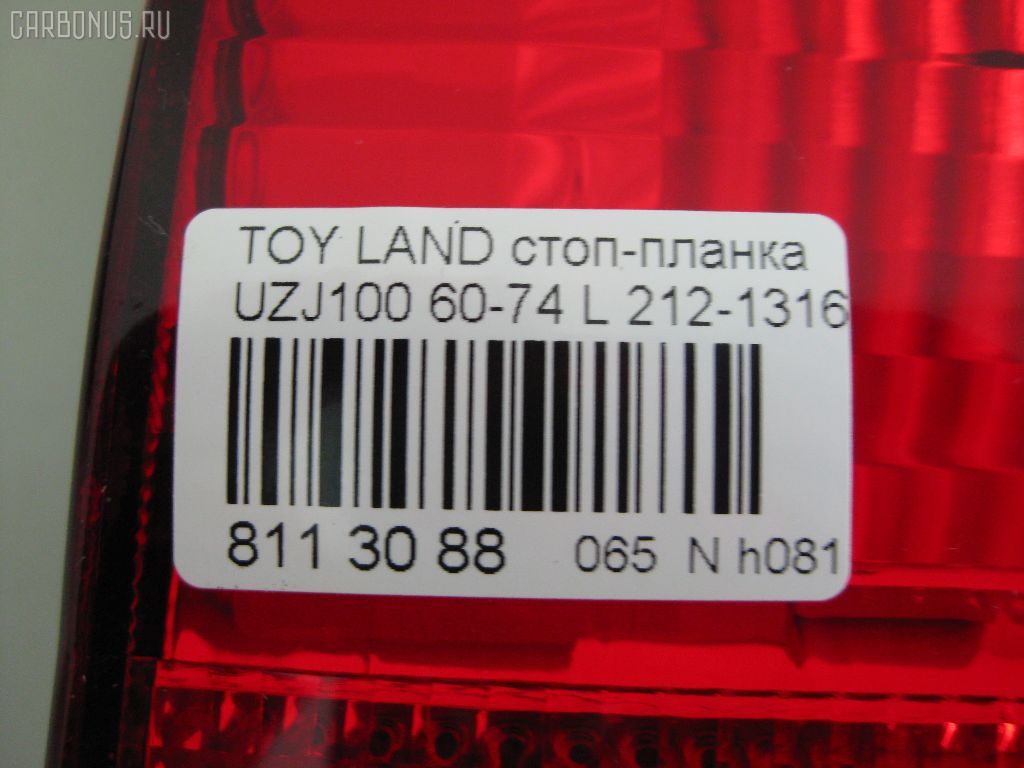 CARBONUS.RU
TOY LAND стоп-планка
UZJ100 60-74 L 212-1316
811 30 88 065 N h081